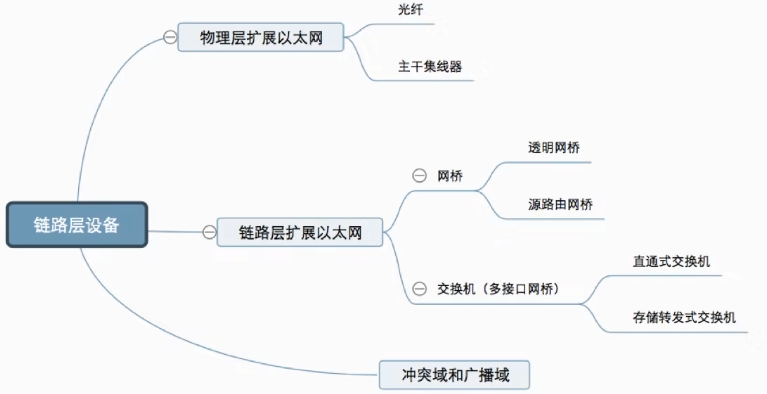 链路层设备
物理层扩展以太网
光纤
主干集线器
链路层扩展以太网
网桥
透明网桥
源路由网桥
交换机（多接口网桥）
直通式交换机
存储转发式交换机
冲突域和广播域